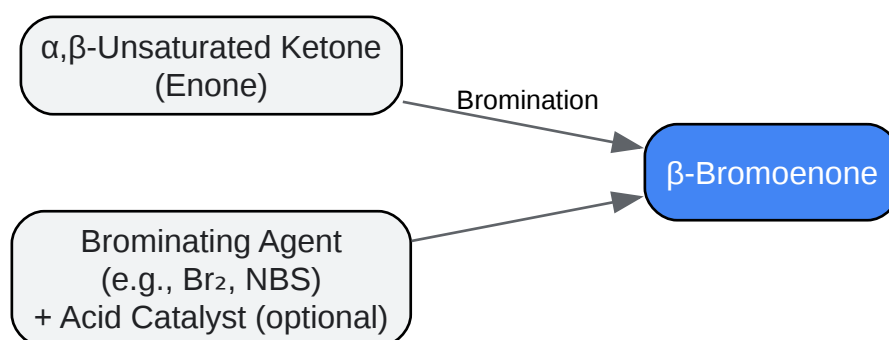 α,β-Unsaturated Ketone
(Enone)
Bromination
β-Bromoenone
Brominating Agent
(e.g., Br₂, NBS)
+ Acid Catalyst (optional)